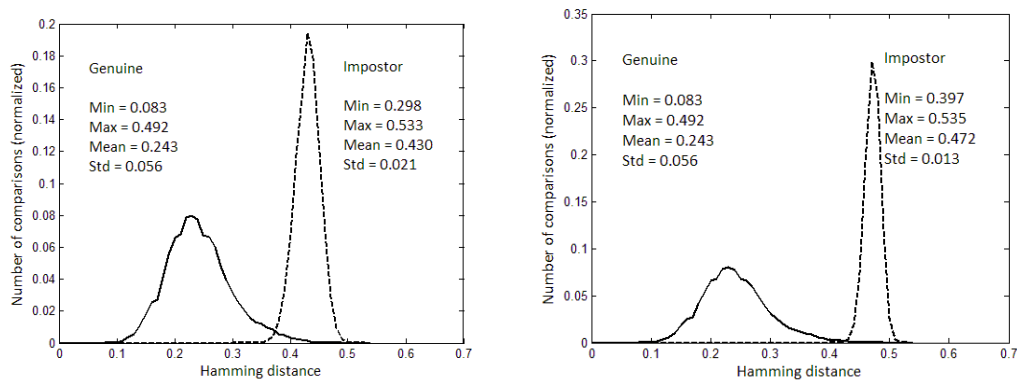 Number of comparisons (normalized)
0.2
0.18
0.16
0.14
0.12
0.1
0.08
0.06
0.04
0.02
0
Genuine
Min = 0.083
Max = 0.492
Mean = 0.243
Std = 0.056
Impostor
Min = 0.298
Max = 0.533
Mean = 0.430
Std = 0.021
0 0.1 0.2 0.3 0.4 0.5 0.6 0.7
Hamming distance
Number of comparisons (normalized)
0.35
0.3
0.25
0.2
0.15
0.1
0.05
0
Genuine
Min = 0.083
Max = 0.492
Mean = 0.243
Std = 0.056
Impostor
Min = 0.397
Max = 0.535
Mean = 0.472
Std = 0.013
0 0.1 0.2 0.3 0.4 0.5 0.6 0.7
Hamming distance